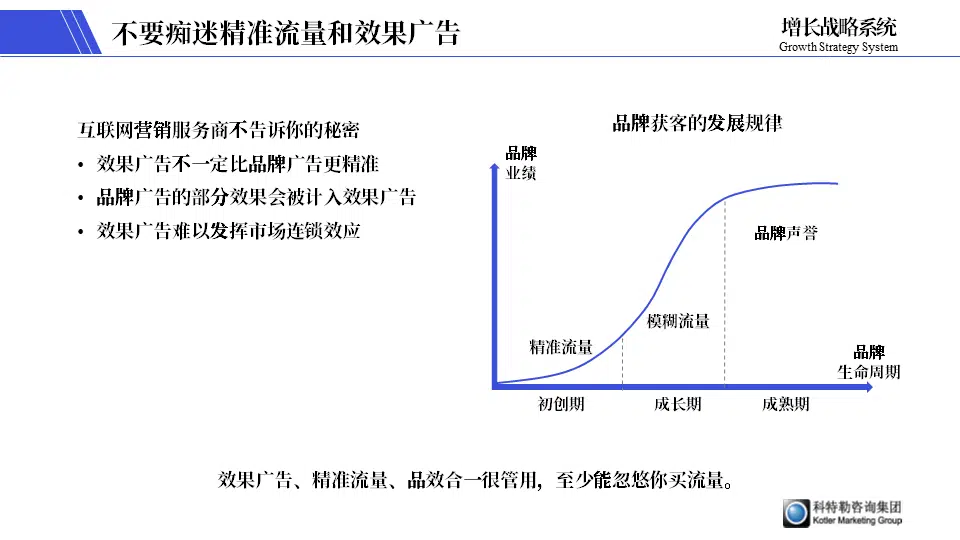 不要痴迷精准流量和效果广告
增长战略系统
Growth Strategy System
互联网营销服务商不告诉你的秘密
• 效果广告不一定比品牌广告更精准
• 品牌广告的部分效果会被计入效果广告
• 效果广告难以发挥市场连锁效应
品牌获客的发展规律
品牌
业绩
品牌声誉
模糊流量
精准流量
品牌
生命周期
初创期
成长期
成熟期
效果广告、精准流量、品效合一很管用，至少能忽悠你买流量。
科特勒咨询集团
Kotler Marketing Group